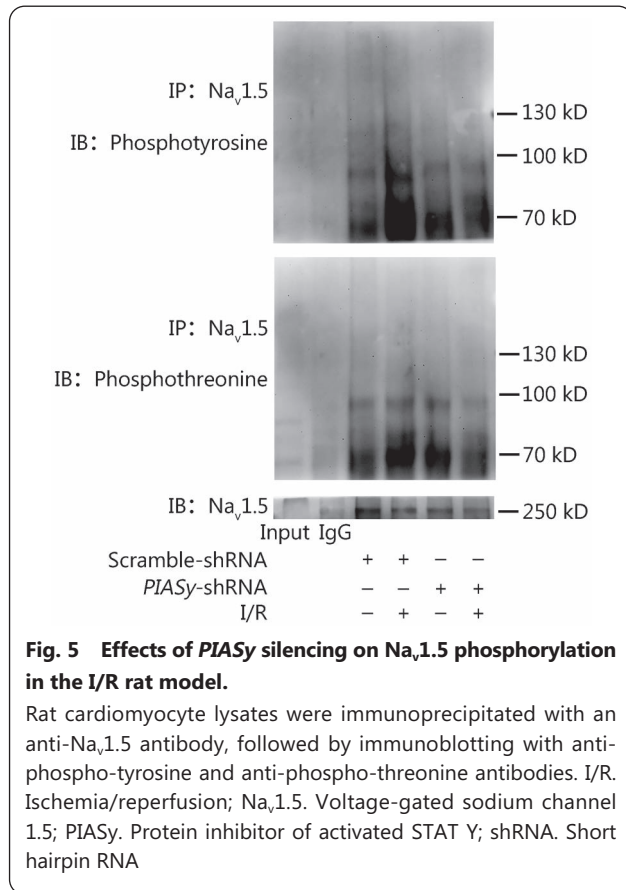 IP: Nav1.5
IB: Phosphotyrosine
130 kD
100 kD
70 kD
IP: Nav1.5
IB: Phosphothreonine
130 kD
100 kD
70 kD
IB: Nav1.5
250 kD
Input IgG
Scramble-shRNA + + − −
PIASy-shRNA − − + +
I/R − + − +
Fig. 5 Effects of PIASy silencing on Nav1.5 phosphorylation
in the I/R rat model.
Rat cardiomyocyte lysates were immunoprecipitated with an
anti-Nav1.5 antibody, followed by immunoblotting with anti-
phospho-tyrosine and anti-phospho-threonine antibodies. I/R.
Ischemia/reperfusion; Nav1.5. Voltage-gated sodium channel
1.5; PIASy. Protein inhibitor of activated STAT Y; shRNA. Short
hairpin RNA